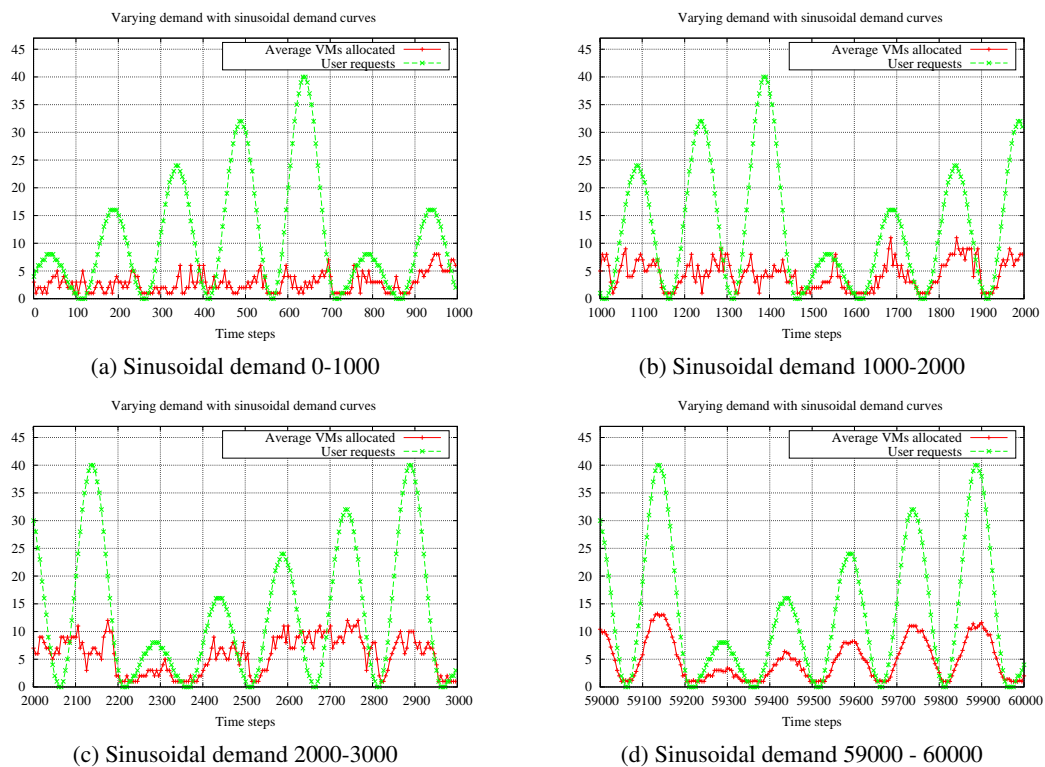 Varying demand with sinusoidal demand curves
45
40
35
30
25
20
15
10
5
0
Average VMs allocated
User requests
0 100 200 300 400 500 600 700 800 900 1000
Time steps
(a) Sinusoidal demand 0-1000
Varying demand with sinusoidal demand curves
45
40
35
30
25
20
15
10
5
0
Average VMs allocated
User requests
1000 1100 1200 1300 1400 1500 1600 1700 1800 1900 2000
Time steps
(b) Sinusoidal demand 1000-2000
Varying demand with sinusoidal demand curves
45
40
35
30
25
20
15
10
5
0
Average VMs allocated
User requests
2000 2100 2200 2300 2400 2500 2600 2700 2800 2900 3000
Time steps
(c) Sinusoidal demand 2000-3000
Varying demand with sinusoidal demand curves
45
40
35
30
25
20
15
10
5
0
Average VMs allocated
User requests
59000 59100 59200 59300 59400 59500 59600 59700 59800 59900 60000
Time steps
(d) Sinusoidal demand 59000 - 60000